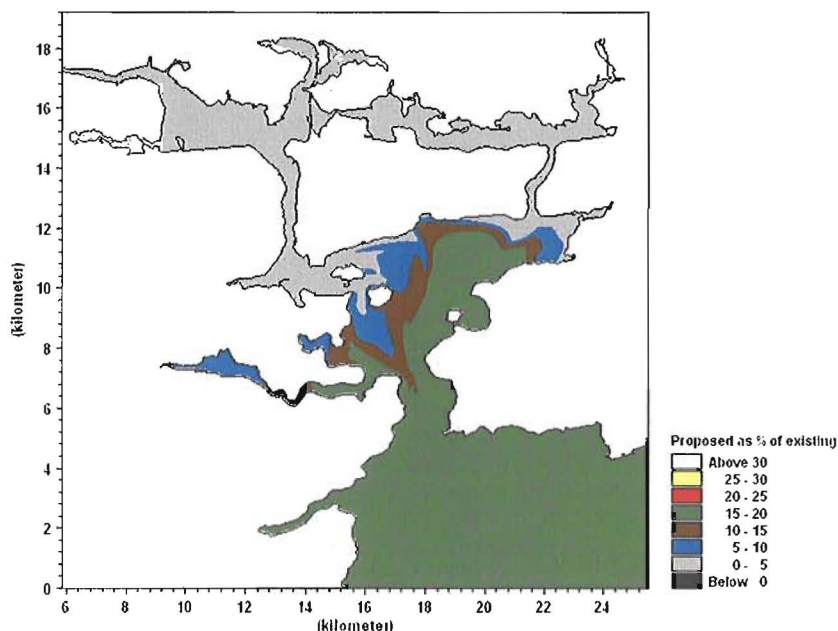 18
16
14
12
10
8
6
4
2
0
(kilometer)
6 8 10 12 14 16 18 20 22 24
(kilometer)
Proposed as % of existing
Above 30
25 - 30
20 - 25
15 - 20
10 - 15
5 - 10
0 - 5
Below 0